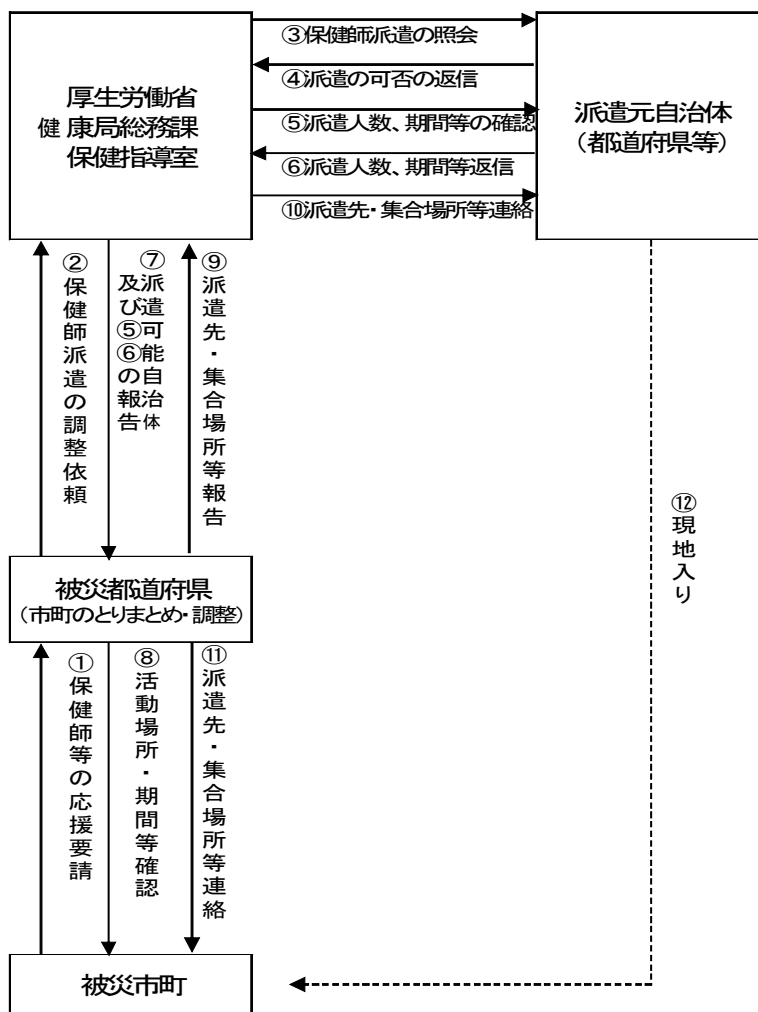 厚生労働省
健康局総務課
保健指導室
③保健師派遣の照会
④派遣の可否の返信
⑤派遣人数、期間等の確認
⑥派遣人数、期間等返信
⑩派遣先・集合場所等連絡
派遣元自治体
(都道府県等)
②保健師派遣の調整依頼
⑦派遣可能自治体
及び⑤⑥の報告
⑨派遣先・集合場所等報告
⑫現地入り
被災都道府県
(市町のとりまとめ・調整)
①保健師等の応援要請
⑧活動場所・期間等確認
⑪派遣先・集合場所等連絡
被災市町